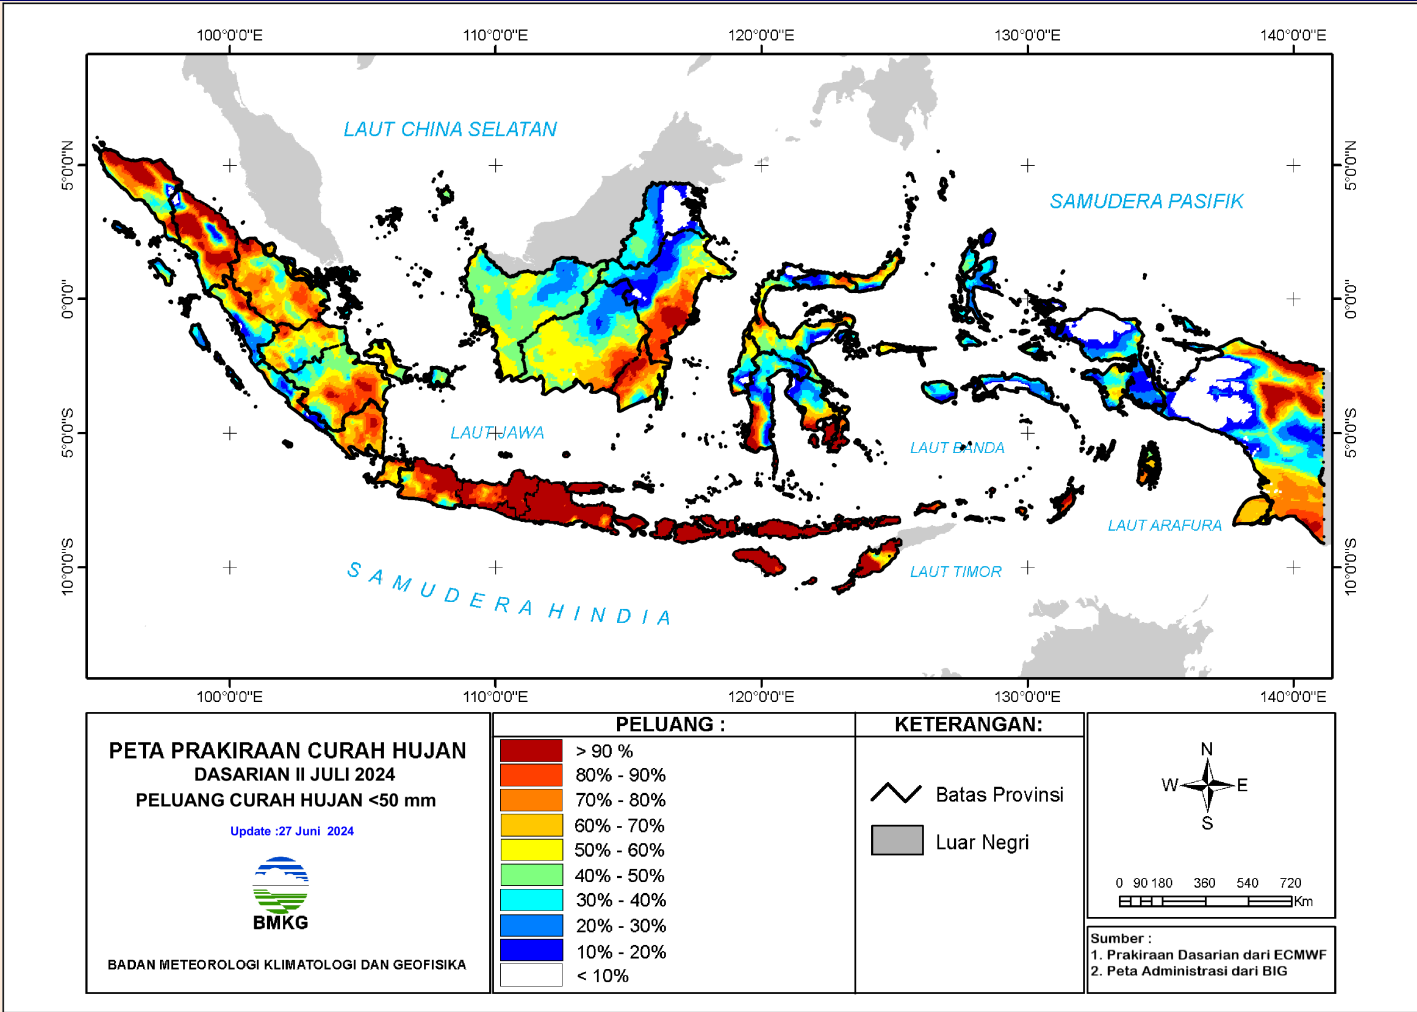 100°0'0"E 110°0'0"E 120°0'0"E 130°0'0"E 140°0'0"E
5°0'0"N
0°0'0"
5°0'0"S
10°0'0"S
LAUT CHINA SELATAN
SAMUDERA PASIFIK
LAUT JAWA
LAUT BANDA
LAUT ARAFURA
LAUT TIMOR
SAMUDERA HINDIA
5°0'0"N
0°0'0"
5°0'0"S
10°0'0"S
100°0'0"E 110°0'0"E 120°0'0"E 130°0'0"E 140°0'0"E
PETA PRAKIRAAN CURAH HUJAN
DASARIAN II JULI 2024
PELUANG CURAH HUJAN <50 mm
Update :27 Juni 2024
BMKG
BADAN METEOROLOGI KLIMATOLOGI DAN GEOFISIKA
PELUANG :
> 90 %
80% - 90%
70% - 80%
60% - 70%
50% - 60%
40% - 50%
30% - 40%
20% - 30%
10% - 20%
< 10%
KETERANGAN:
Batas Provinsi
Luar Negri
N
W E
S
0 90 180 360 540 720
Km
Sumber :
1. Prakiraan Dasarian dari ECMWF
2. Peta Administrasi dari BIG